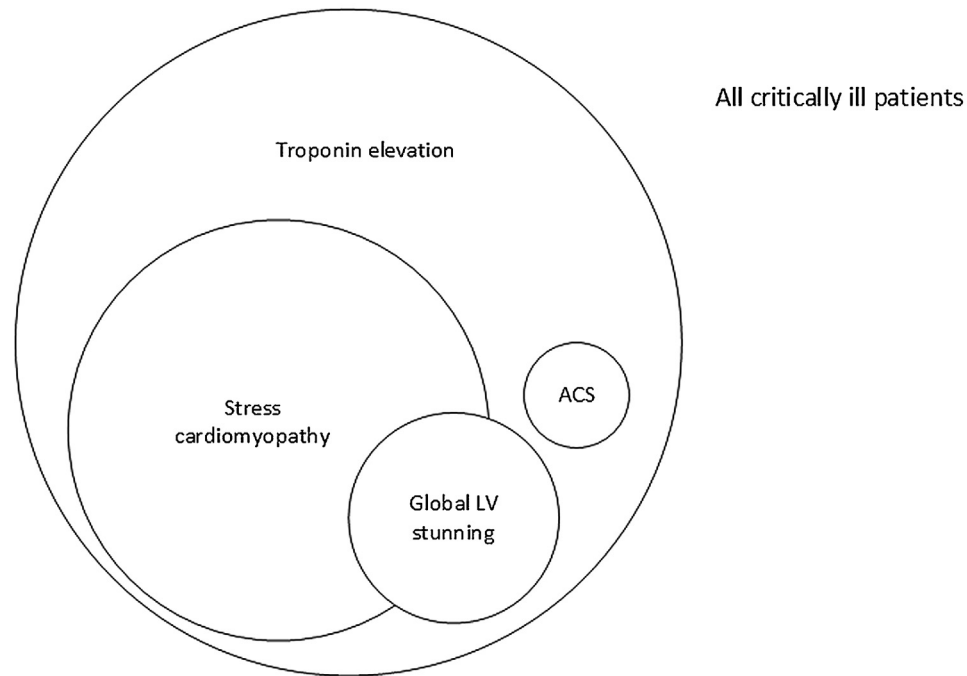 All critically ill patients
Troponin elevation
Stress
cardiomyopathy
ACS
Global LV
stunning